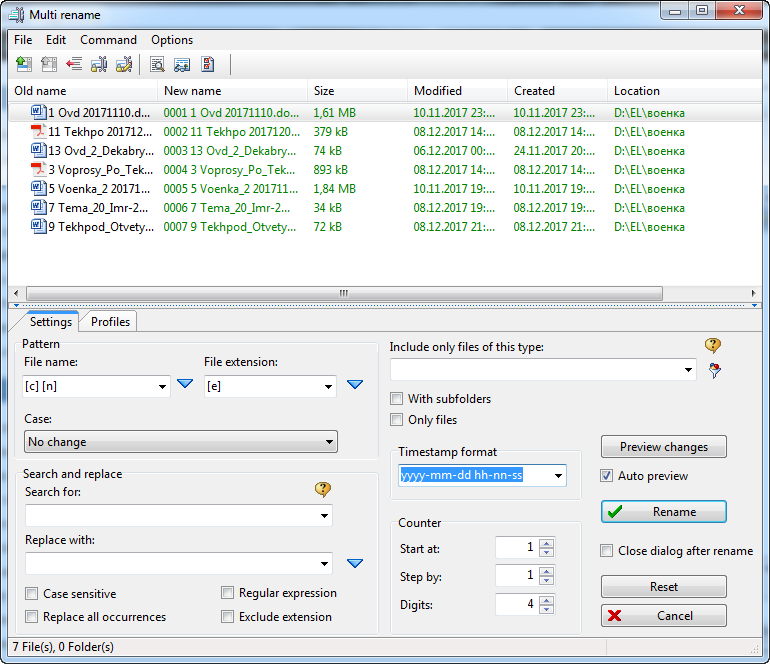 Multi rename
File Edit Command Options
Old name New name Size Modified Created Location
1 Ovd 20171110.d... 0001 1 Ovd 20171110.do... 1,61 MB 10.11.2017 23:... 10.11.2017 23:... D:\EL\военка
11 Tekhpo 201712... 0002 11 Tekhpo 2017120... 379 kB 08.12.2017 14:... 08.12.2017 14:... D:\EL\военка
13 Ovd_2_Dekabry... 0003 13 Ovd_2_Dekabry... 74 kB 06.12.2017 00:... 24.11.2017 20:... D:\EL\военка
3 Voprosy_Po_Tek... 0004 3 Voprosy_Po_Tek... 893 kB 08.12.2017 14:... 08.12.2017 14:... D:\EL\военка
5 Voenka_2 20171... 0005 5 Voenka_2 201711... 1,84 MB 10.11.2017 19:... 10.11.2017 19:... D:\EL\военка
7 Tema_20_Imr-2... 0006 7 Tema_20_Imr-2... 34 kB 08.12.2017 19:... 08.12.2017 19:... D:\EL\военка
9 Tekhpod_Otvety... 0007 9 Tekhpod_Otvety... 72 kB 08.12.2017 21:... 08.12.2017 21:... D:\EL\военка
Settings Profiles
Pattern
File name: File extension:
[c] [n] [e]
Case:
No change
Search and replace
Search for:
Replace with:
Case sensitive Regular expression
Replace all occurrences Exclude extension
Include only files of this type:
With subfolders
Only files
Timestamp format
yyyy-mm-dd hh-nn-ss
Counter
Start at: 1
Step by: 1
Digits: 4
Preview changes
Auto preview
Rename
Close dialog after rename
Reset
Cancel
7 File(s), 0 Folder(s)